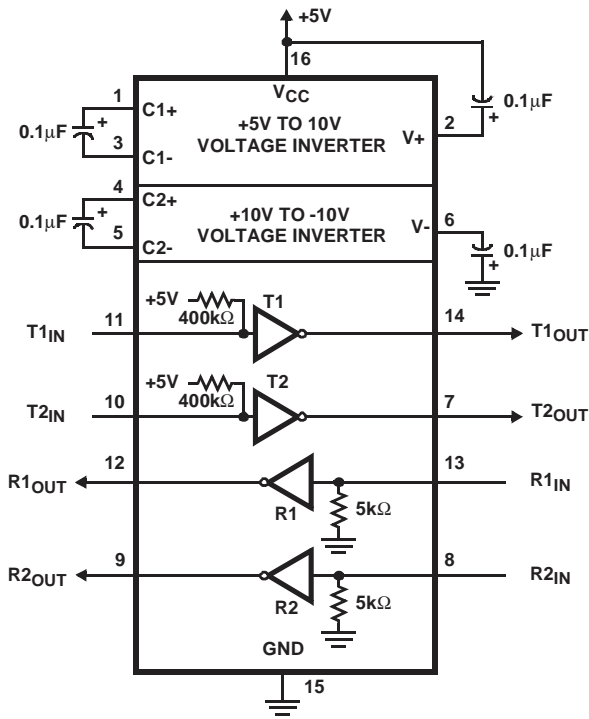 +5V
16
VCC
1
C1+
0.1µF
+
3
C1-
+5V TO 10V
VOLTAGE INVERTER
V+
2
0.1µF
+
4
C2+
0.1µF
+
5
C2-
+10V TO -10V
VOLTAGE INVERTER
V-
6
0.1µF
+
+5V
400kΩ
T1
T1IN
11
14
T1OUT
+5V
400kΩ
T2
T2IN
10
7
T2OUT
R1OUT
12
R1
5kΩ
13
R1IN
R2OUT
9
R2
5kΩ
8
R2IN
GND
15